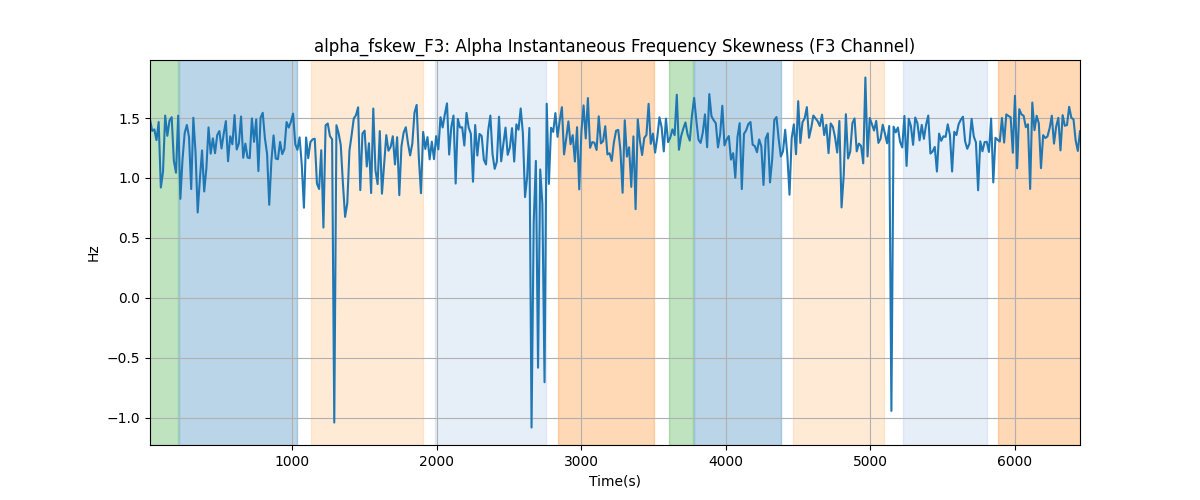 alpha_fskew_F3: Alpha Instantaneous Frequency Skewness (F3 Channel)
Hz
1.5
1.0
0.5
0.0
−0.5
−1.0
1000 2000 3000 4000 5000 6000
Time(s)